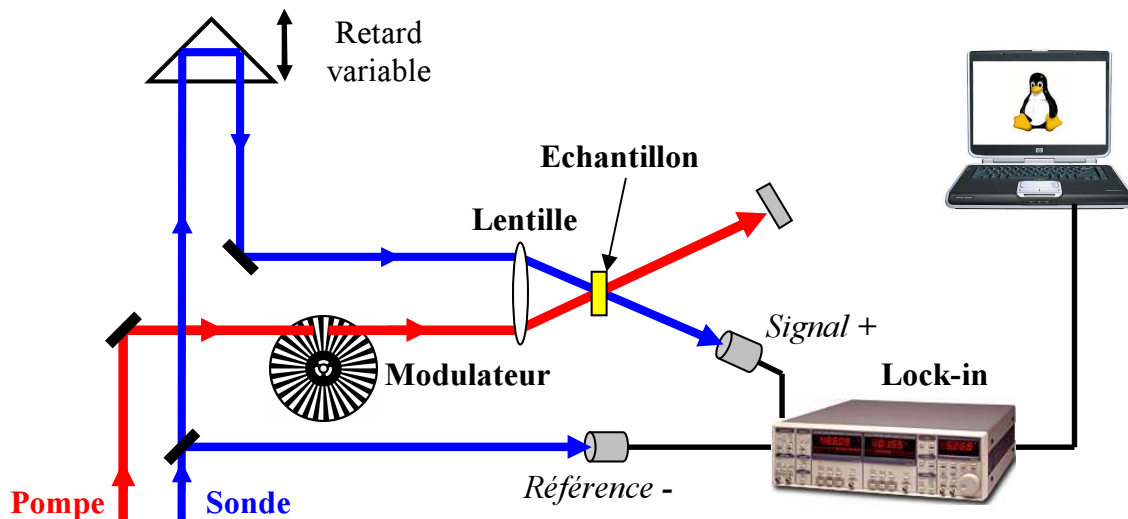 Retard
variable
Echantillon
Lentille
Signal +
Modulateur
Lock-in
Référence -
Pompe
Sonde